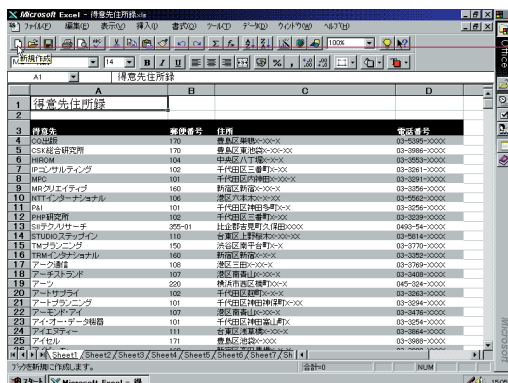 Microsoft Excel - 得意先住所録.xls
ファイル(F) 編集(E) 表示(V) 挿入(I) 書式(O) ツール(T) データ(D) ウィンドウ(W) ヘルプ(H)
100%
新規作成
14 B I U
A1 得意先住所録
A B C D
1 得意先住所録
2
3 得意先 郵便番号 住所 電話番号
4 CQ出版 170 豊島区巣鴨X-XX-X 03-5395-XXXX
5 CSK総合研究所 170 豊島区東池袋X-XX-XX 03-3986-XXXX
6 HIROM 104 中央区八丁堀X-X-X 03-3553-XXXX
7 IPコンサルティング 102 千代田区三番町X-XX 03-3261-XXXX
8 MPC 101 千代田区内神田X-XX-X 03-3291-XXXX
9 MRクリエイティブ 160 新宿区新宿X-XX-X 03-3356-XXXX
10 NTTインターナショナル 106 港区六本木X-XX-XX 03-5562-XXXX
11 P&I 101 千代田区神田多町X-X 03-3256-XXXX
12 PHP研究所 102 千代田区三番町X-XX 03-3239-XXXX
13 SIIテクノリサーチ 355-01 比企郡吉見町久保田XXXX 0493-54-XXXX
14 STUDIOステップイン 110 台東区上野桜木X-XX-XX 03-5814-XXXX
15 TMプランニング 150 渋谷区南平台町X-X 03-3770-XXXX
16 TRMインタナショナル 160 新宿区新宿X-XX-X 03-3352-XXXX
17 アーク通信 108 港区三田X-XX-XX 03-3769-XXXX
18 アーチストランド 107 港区南青山X-XX-X 03-3408-XXXX
19 アーツ 220 横浜市西区楠町XX-X 045-324-XXXX
20 アートサプライ 102 千代田区麹町X-XX-X 03-3263-XXXX
21 アートプランニング 101 千代田区神田神保町X-XX 03-3294-XXXX
22 アーモンド・アイ 107 港区南青山X-XX-X 03-3476-XXXX
23 アイ・オー・データ機器 101 千代田区神田富山町X-X 03-3254-XXXX
24 アイエヌティー 111 台東区浅草橋X-XX-X 03-3864-XXXX
25 アイセル 171 豊島区池袋X-XXX 03-3988-XXXX
Sheet1 Sheet2 Sheet3 Sheet4 Sheet5 Sheet6 Sheet7 Sh
ブックを新規に作成します。 合計=0 NUM
スタート Microsoft Excel - 得 15:05
Office
Microsoft